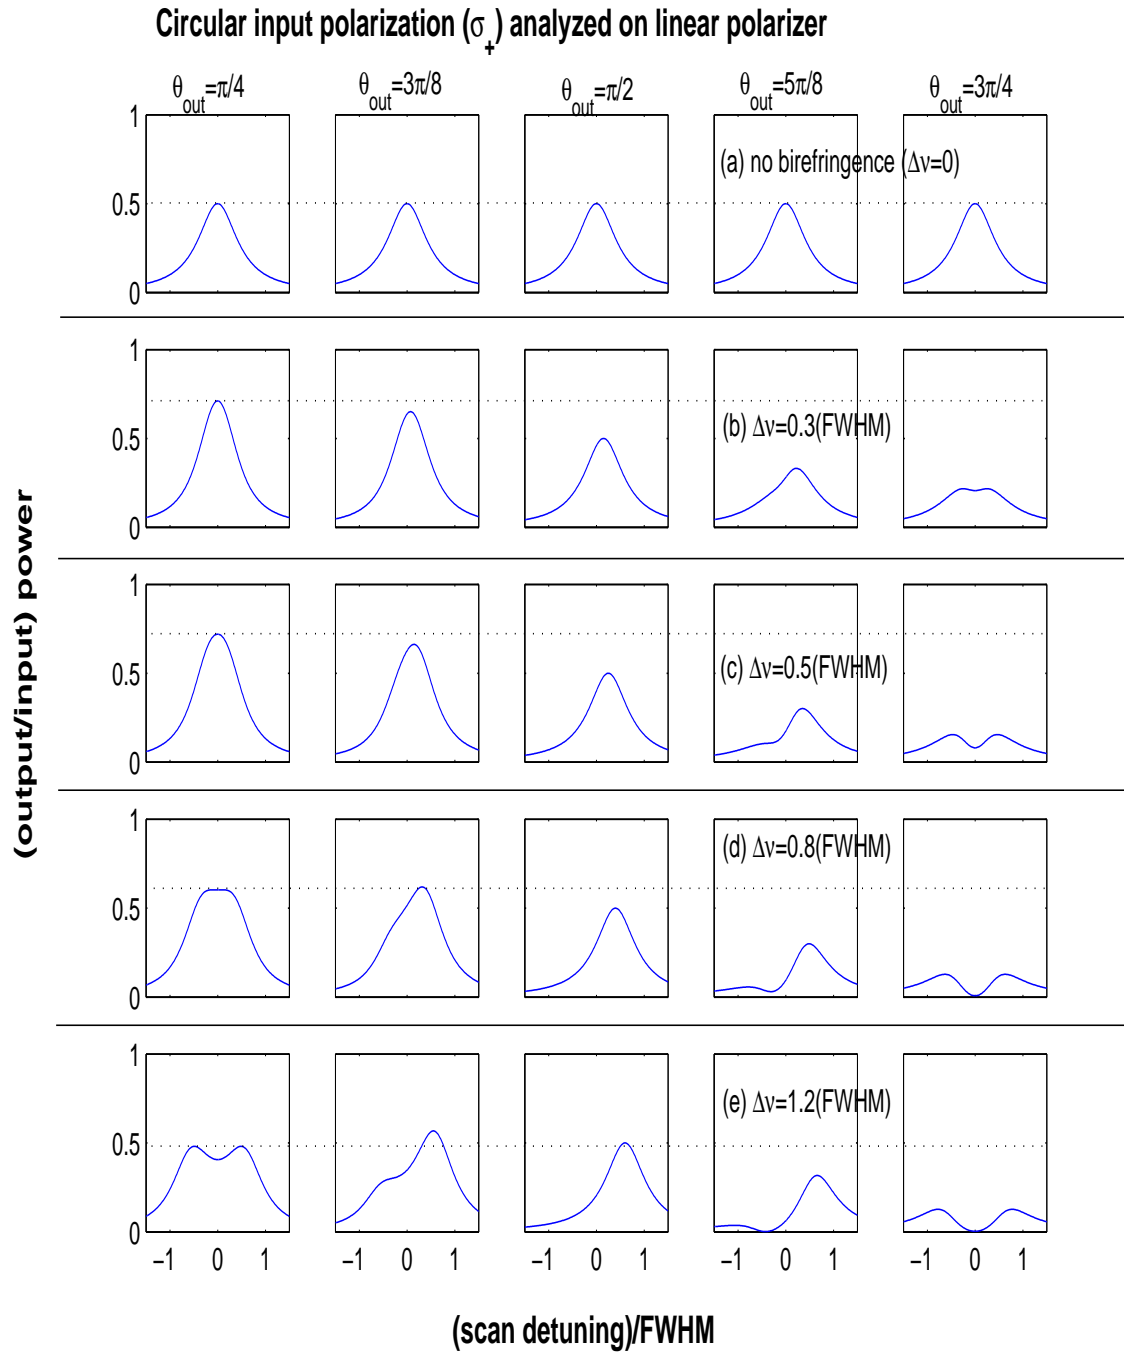 Circular input polarization (σ+) analyzed on linear polarizer
θout=π/4 θout=3π/8 θout=π/2 θout=5π/8 θout=3π/4
1
(a) no birefringence (Δν=0)
0.5
0
1
(b) Δν=0.3(FWHM)
0.5
0
1
(c) Δν=0.5(FWHM)
0.5
0
1
(d) Δν=0.8(FWHM)
0.5
0
1
(e) Δν=1.2(FWHM)
0.5
0
−1 0 1 −1 0 1 −1 0 1 −1 0 1 −1 0 1
(scan detuning)/FWHM
(output/input) power